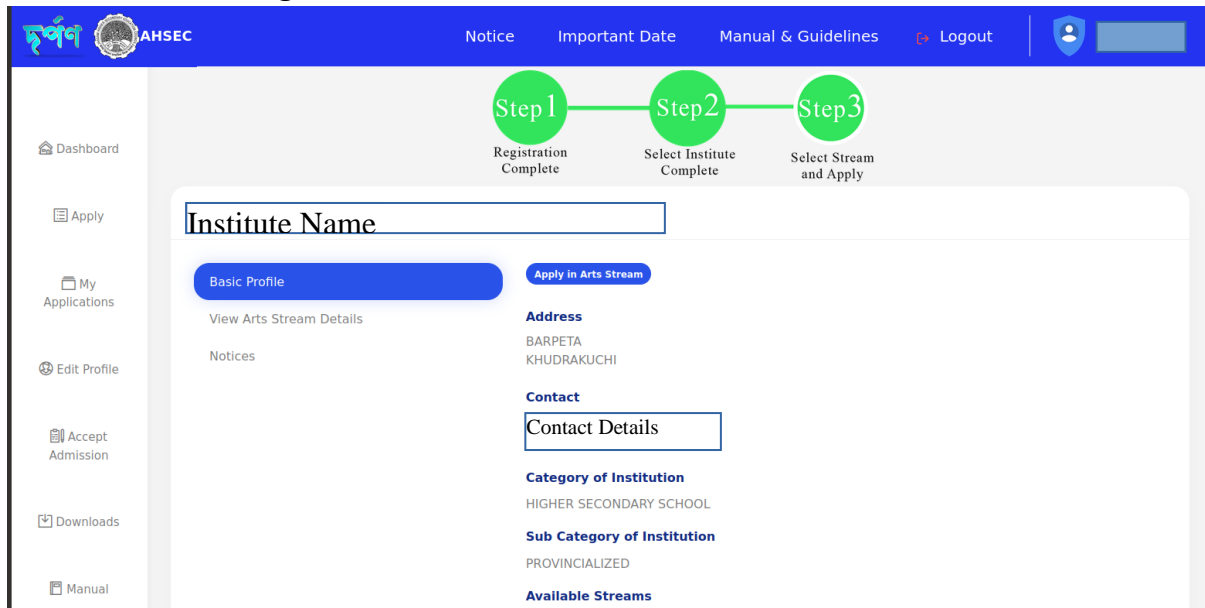 দৰ্পণ AHSEC Notice Important Date Manual & Guidelines Logout
Step1 Step2 Step3
Registration Complete
Select Institute Complete
Select Stream and Apply
Dashboard
Apply
My Applications
Edit Profile
Accept Admission
Downloads
Manual
Institute Name
Basic Profile
View Arts Stream Details
Notices
Apply in Arts Stream
Address
BARPETA
KHUDRAKUCHI
Contact
Contact Details
Category of Institution
HIGHER SECONDARY SCHOOL
Sub Category of Institution
PROVINCIALIZED
Available Streams